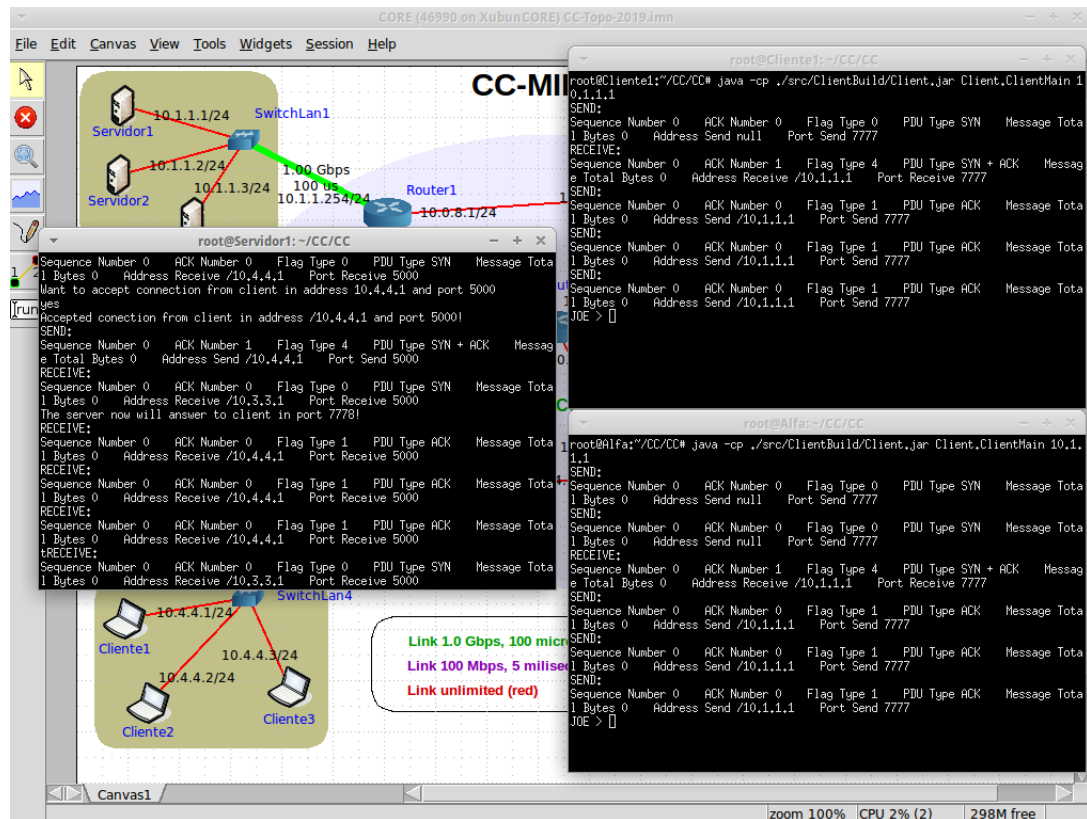 CORE (46990 on XubunCORE) CC-Topo-2019.imn
File Edit Canvas View Tools Widgets Session Help
CC-MI
Servidor1
10.1.1.1/24
SwitchLan1
Servidor2
10.1.1.2/24
10.1.1.3/24
1.00 Gbps
100 us
10.1.1.254/24
Router1
10.0.8.1/24
1
run
root@Servidor1: ~/CC/CC
Sequence Number 0 ACK Number 0 Flag Type 0 PDU Type SYN Message Tota
l Bytes 0 Address Receive /10.4.4.1 Port Receive 5000
Want to accept connection from client in address 10.4.4.1 and port 5000
yes
Accepted conection from client in address /10.4.4.1 and port 5000!
SEND:
Sequence Number 0 ACK Number 1 Flag Type 4 PDU Type SYN + ACK Messag
e Total Bytes 0 Address Send /10.4.4.1 Port Send 5000
RECEIVE:
Sequence Number 0 ACK Number 0 Flag Type 0 PDU Type SYN Message Tota
l Bytes 0 Address Receive /10.3.3.1 Port Receive 5000
The server now will answer to client in port 7778!
RECEIVE:
Sequence Number 0 ACK Number 0 Flag Type 1 PDU Type ACK Message Tota
l Bytes 0 Address Receive /10.4.4.1 Port Receive 5000
RECEIVE:
Sequence Number 0 ACK Number 0 Flag Type 1 PDU Type ACK Message Tota
l Bytes 0 Address Receive /10.4.4.1 Port Receive 5000
RECEIVE:
Sequence Number 0 ACK Number 0 Flag Type 1 PDU Type ACK Message Tota
l Bytes 0 Address Receive /10.4.4.1 Port Receive 5000
tRECEIVE:
Sequence Number 0 ACK Number 0 Flag Type 0 PDU Type SYN Message Tota
l Bytes 0 Address Receive /10.3.3.1 Port Receive 5000
root@Cliente1: ~/CC/CC
root@Cliente1:~/CC/CC# java -cp ./src/ClientBuild/Client.jar Client.ClientMain 1
0.1.1.1
SEND:
Sequence Number 0 ACK Number 0 Flag Type 0 PDU Type SYN Message Tota
l Bytes 0 Address Send null Port Send 7777
RECEIVE:
Sequence Number 0 ACK Number 1 Flag Type 4 PDU Type SYN + ACK Messag
e Total Bytes 0 Address Receive /10.1.1.1 Port Receive 7777
SEND:
Sequence Number 0 ACK Number 0 Flag Type 1 PDU Type ACK Message Tota
l Bytes 0 Address Send /10.1.1.1 Port Send 7777
SEND:
Sequence Number 0 ACK Number 0 Flag Type 1 PDU Type ACK Message Tota
l Bytes 0 Address Send /10.1.1.1 Port Send 7777
SEND:
Sequence Number 0 ACK Number 0 Flag Type 1 PDU Type ACK Message Tota
l Bytes 0 Address Send /10.1.1.1 Port Send 7777
JOE >
root@Alfa: ~/CC/CC
root@Alfa:~/CC/CC# java -cp ./src/ClientBuild/Client.jar Client.ClientMain 10.1.
1.1
SEND:
Sequence Number 0 ACK Number 0 Flag Type 0 PDU Type SYN Message Tota
l Bytes 0 Address Send null Port Send 7777
SEND:
Sequence Number 0 ACK Number 0 Flag Type 0 PDU Type SYN Message Tota
l Bytes 0 Address Send null Port Send 7777
RECEIVE:
Sequence Number 0 ACK Number 1 Flag Type 4 PDU Type SYN + ACK Messag
e Total Bytes 0 Address Receive /10.1.1.1 Port Receive 7777
SEND:
Sequence Number 0 ACK Number 0 Flag Type 1 PDU Type ACK Message Tota
l Bytes 0 Address Send /10.1.1.1 Port Send 7777
SEND:
Sequence Number 0 ACK Number 0 Flag Type 1 PDU Type ACK Message Tota
l Bytes 0 Address Send /10.1.1.1 Port Send 7777
SEND:
Sequence Number 0 ACK Number 0 Flag Type 1 PDU Type ACK Message Tota
l Bytes 0 Address Send /10.1.1.1 Port Send 7777
JOE >
SwitchLan4
10.4.4.1/24
Cliente1
10.4.4.3/24
10.4.4.2/24
Cliente3
Cliente2
Link 1.0 Gbps, 100 micr
Link 100 Mbps, 5 milise
Link unlimited (red)
Canvas1
zoom 100% CPU 2% (2) 298M free